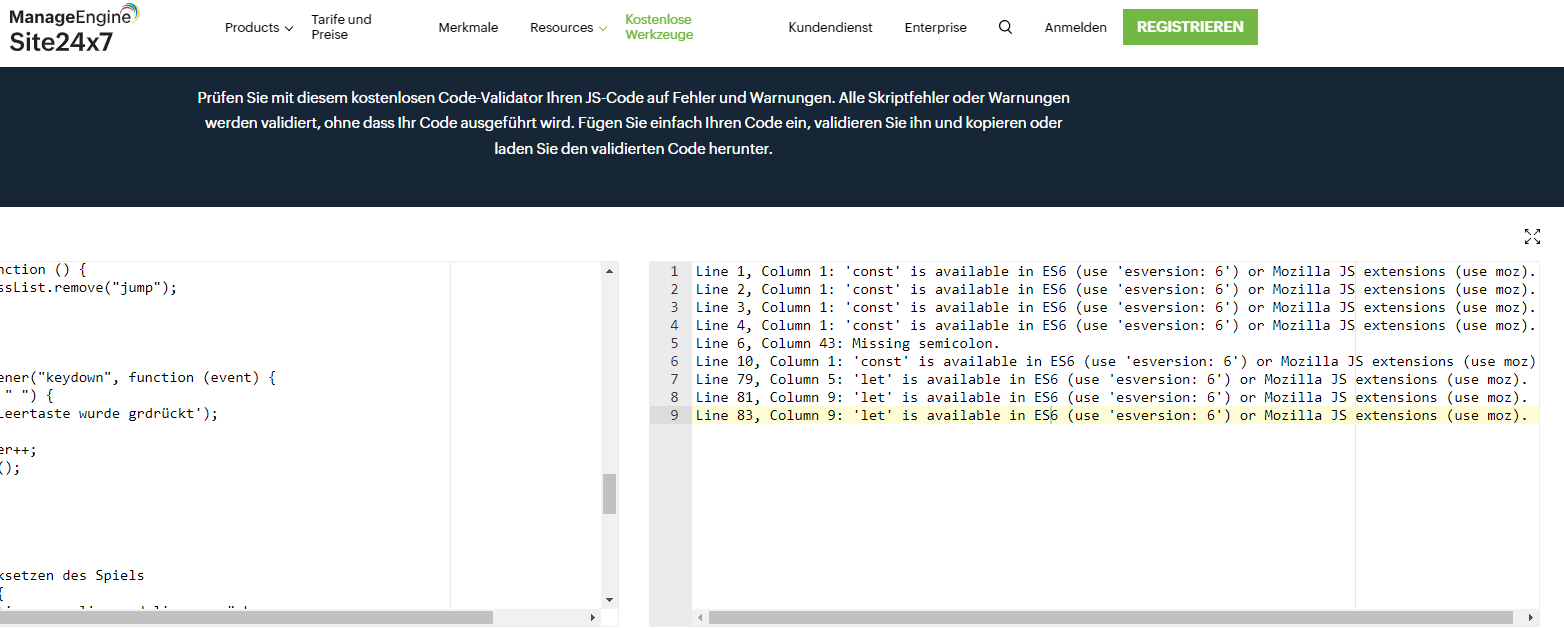 ManageEngine
Site24x7
Products
Tarife und
Preise
Merkmale
Resources
Kostenlose
Werkzeuge
Kundendienst
Enterprise
Anmelden
REGISTRIEREN
Prüfen Sie mit diesem kostenlosen Code-Validator Ihren JS-Code auf Fehler und Warnungen. Alle Skriptfehler oder Warnungen
werden validiert, ohne dass Ihr Code ausgeführt wird. Fügen Sie einfach Ihren Code ein, validieren Sie ihn und kopieren oder
laden Sie den validierten Code herunter.
nction () {
ssList.remove("jump");
ener("keydown", function (event) {
" ") {
Leertaste wurde grdrückt');
er++;
();
ksetzen des Spiels
{
1 Line 1, Column 1: 'const' is available in ES6 (use 'esversion: 6') or Mozilla JS extensions (use moz).
2 Line 2, Column 1: 'const' is available in ES6 (use 'esversion: 6') or Mozilla JS extensions (use moz).
3 Line 3, Column 1: 'const' is available in ES6 (use 'esversion: 6') or Mozilla JS extensions (use moz).
4 Line 4, Column 1: 'const' is available in ES6 (use 'esversion: 6') or Mozilla JS extensions (use moz).
5 Line 6, Column 43: Missing semicolon.
6 Line 10, Column 1: 'const' is available in ES6 (use 'esversion: 6') or Mozilla JS extensions (use moz)
7 Line 79, Column 5: 'let' is available in ES6 (use 'esversion: 6') or Mozilla JS extensions (use moz).
8 Line 81, Column 9: 'let' is available in ES6 (use 'esversion: 6') or Mozilla JS extensions (use moz).
9 Line 83, Column 9: 'let' is available in ES6 (use 'esversion: 6') or Mozilla JS extensions (use moz).